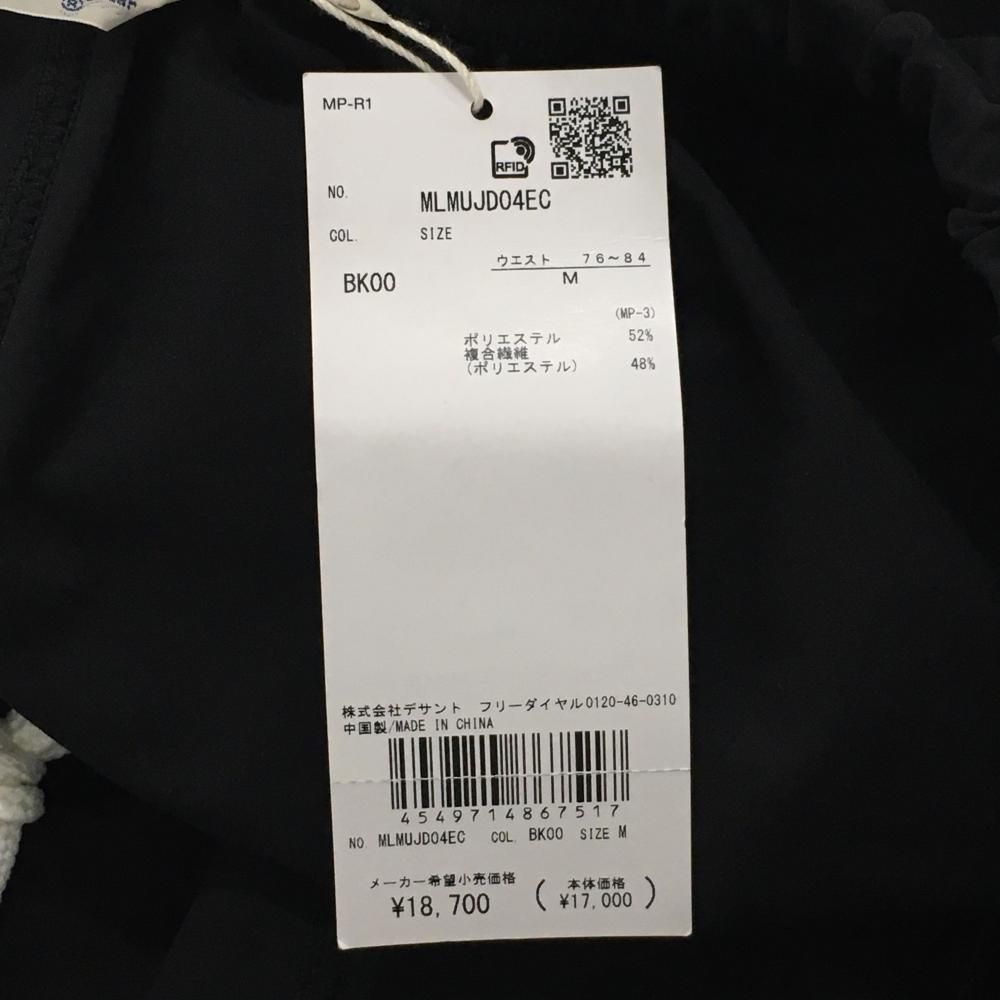 MP-R1
RFID
NO. MLMUJD04EC
COL. SIZE
ウエスト 76～84
BK00 M
(MP-3)
ポリエステル 52%
複合繊維
(ポリエステル) 48%
株式会社デサント フリーダイヤル0120-46-0310
中国製/MADE IN CHINA
4549714867517
NO. MLMUJD04EC COL. BK00 SIZE M
メーカー希望小売価格 本体価格
¥18,700 (¥17,000)